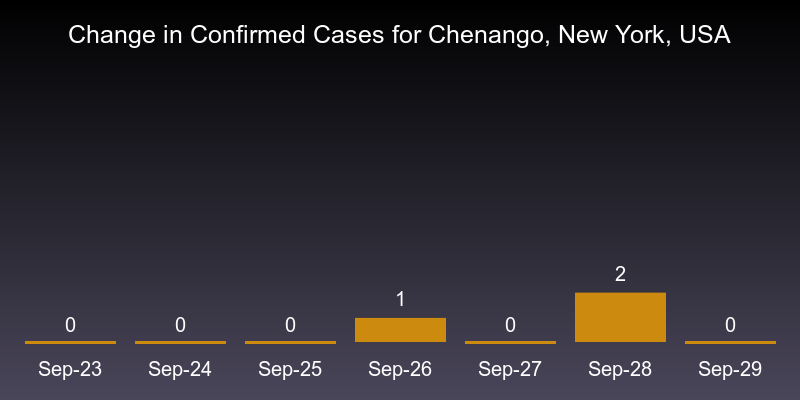 Change in Confirmed Cases for Chenango, New York, USA
0 0 0 1 0 2 0
Sep-23 Sep-24 Sep-25 Sep-26 Sep-27 Sep-28 Sep-29